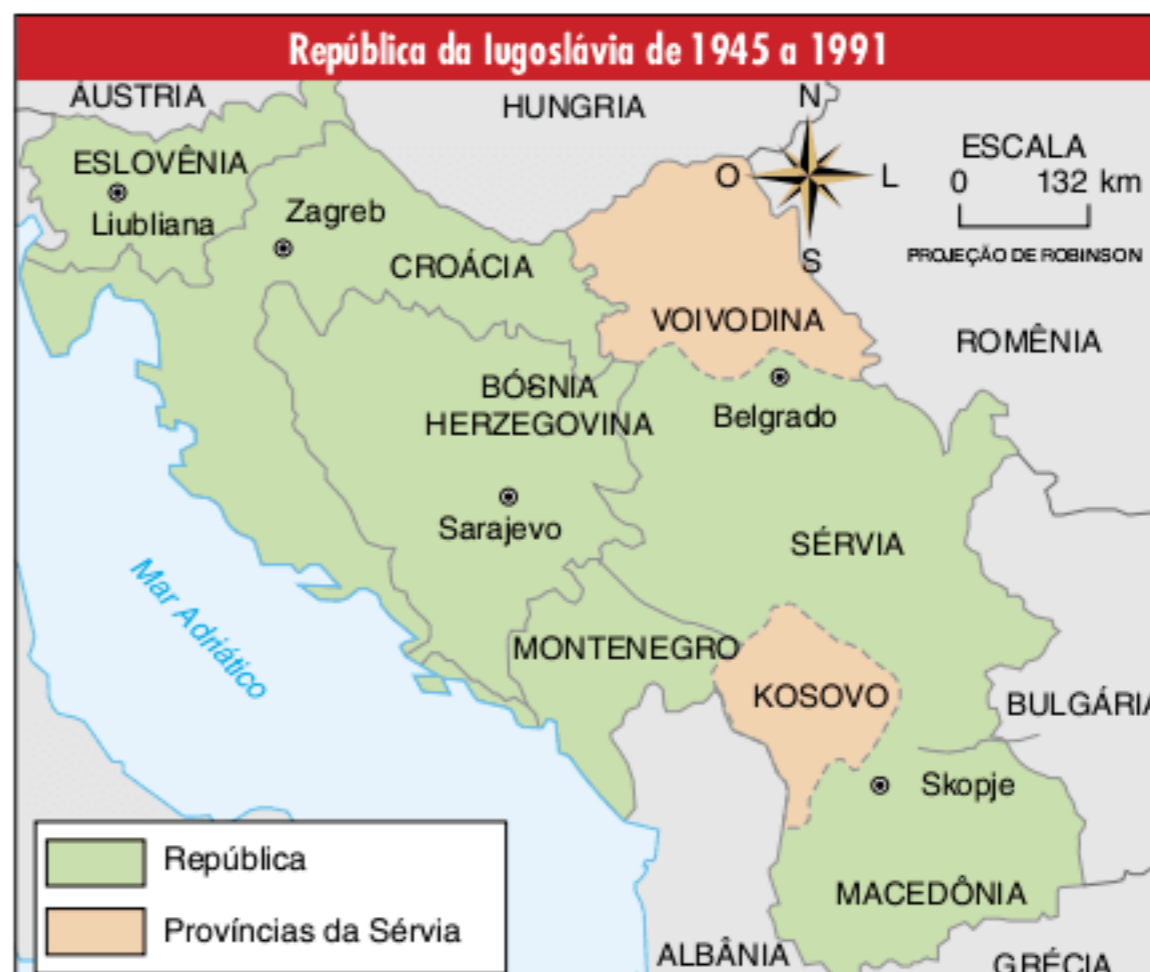 República da Iugoslávia de 1945 a 1991
ÁUSTRIA
HUNGRIA
N
ESLOVÊNIA
ESCALA
O
L
0 132 km
Liubliana
Zagreb
S
PROJEÇÃO DE ROBINSON
CROÁCIA
VOIVODINA
ROMÊNIA
BÓSNIA
HERZEGOVINA
Belgrado
Sarajevo
SÉRVIA
Mar Adriático
MONTENEGRO
KOSOVO
BULGÁRIA
Skopje
República
MACEDÔNIA
Províncias da Sérvia
ALBÂNIA
GRÉCIA